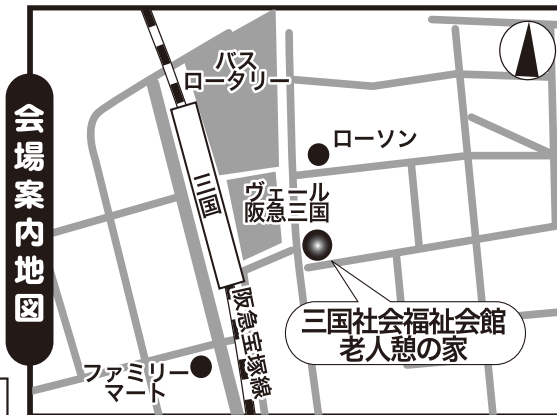 会場案内地図
バス
ロータリー
ローソン
三国
ヴェール
阪急三国
三国社会福祉会館
老人憩の家
阪急宝塚線
ファミリー
マート